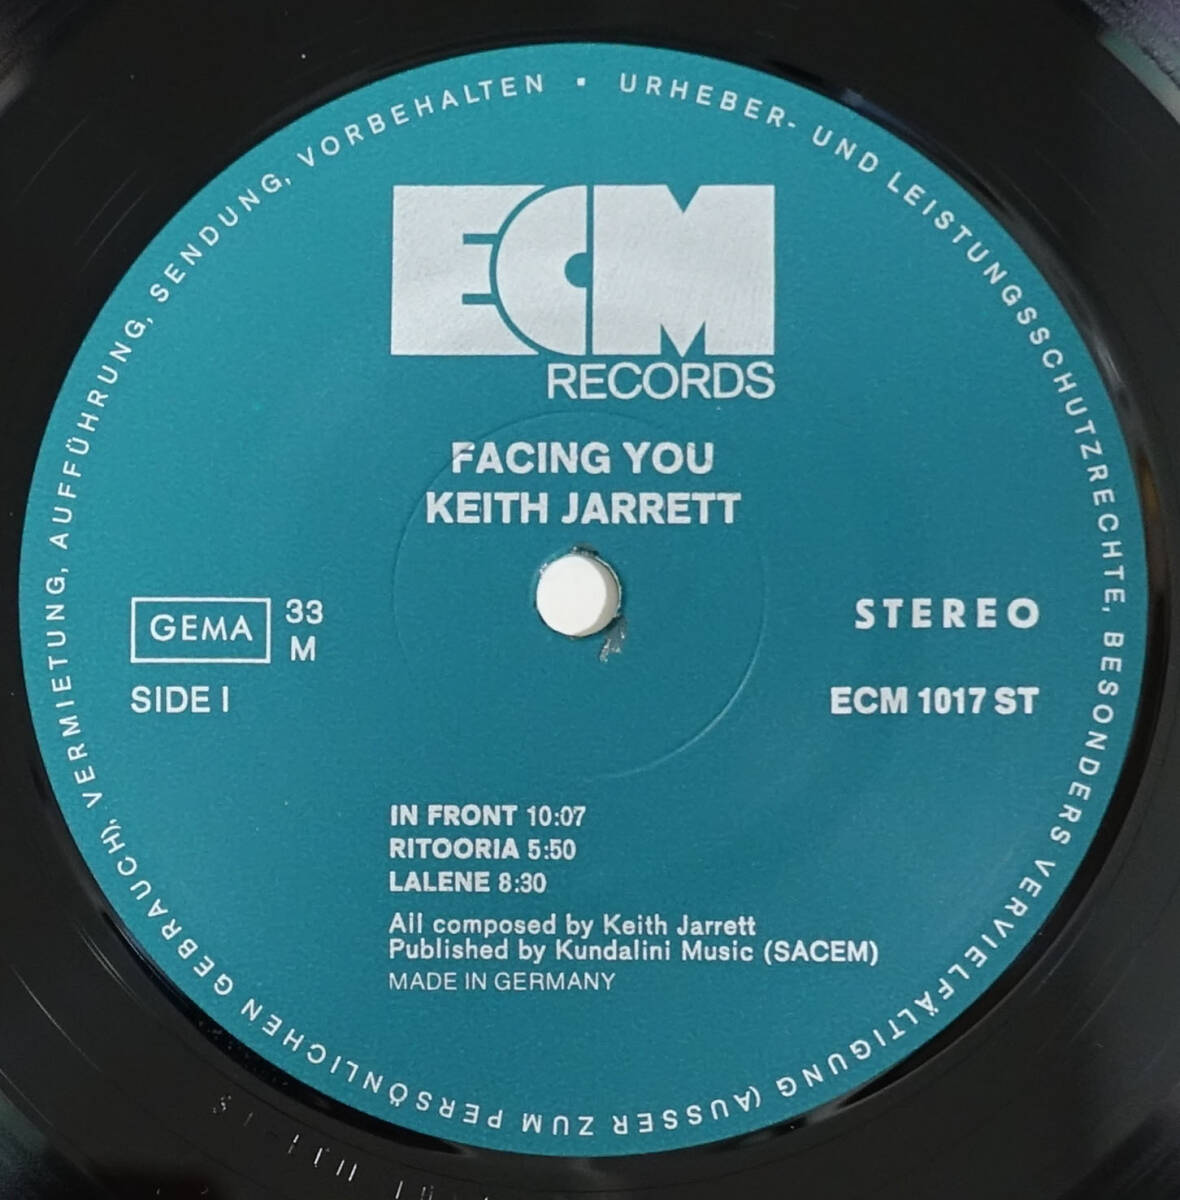 URHEBER- UND LEISTUNGSSCHUTZRECHTE, BESONDERS VERVIELFÄLTIGUNG (AUSSER ZUM PERSÖNLICHEN GEBRAUCH), VERMIETUNG, AUFFÜHRUNG, SENDUNG, VORBEHALTEN ·
ECM
RECORDS
FACING YOU
KEITH JARRETT
GEMA 33
M
SIDE I
STEREO
ECM 1017 ST
IN FRONT 10:07
RITOORIA 5:50
LALENE 8:30
All composed by Keith Jarrett
Published by Kundalini Music (SACEM)
MADE IN GERMANY